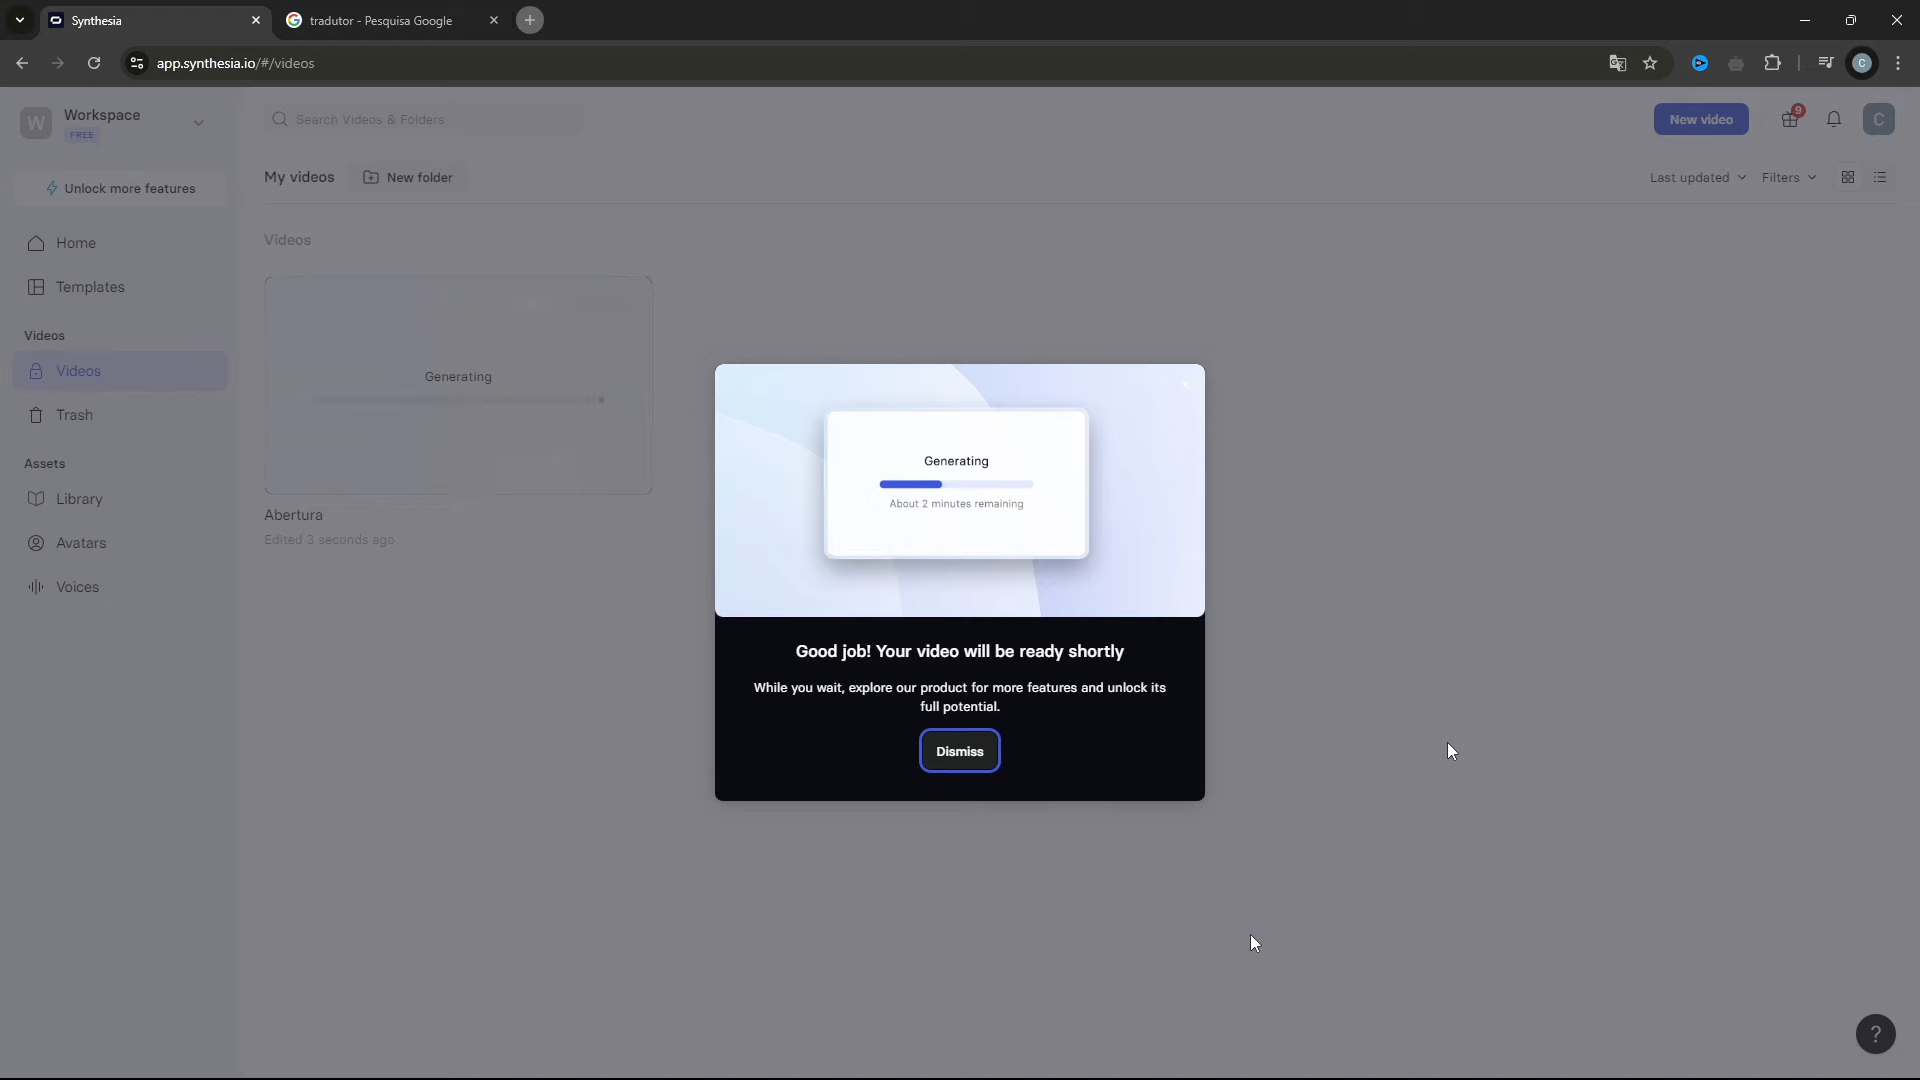 Synthesia
tradutor - Pesquisa Google
app.synthesia.io/#/videos
C
W
Workspace
FREE
Search Videos & Folders
New video
9
C
Unlock more features
My videos
New folder
Last updated
Filters
Home
Templates
Videos
Videos
Trash
Assets
Library
Avatars
Voices
Videos
Generating
Abertura
Edited 3 seconds ago.
Generating
About 2 minutes remaining
Good job! Your video will be ready shortly
While you wait, explore our product for more features and unlock its
full potential.
Dismiss
?